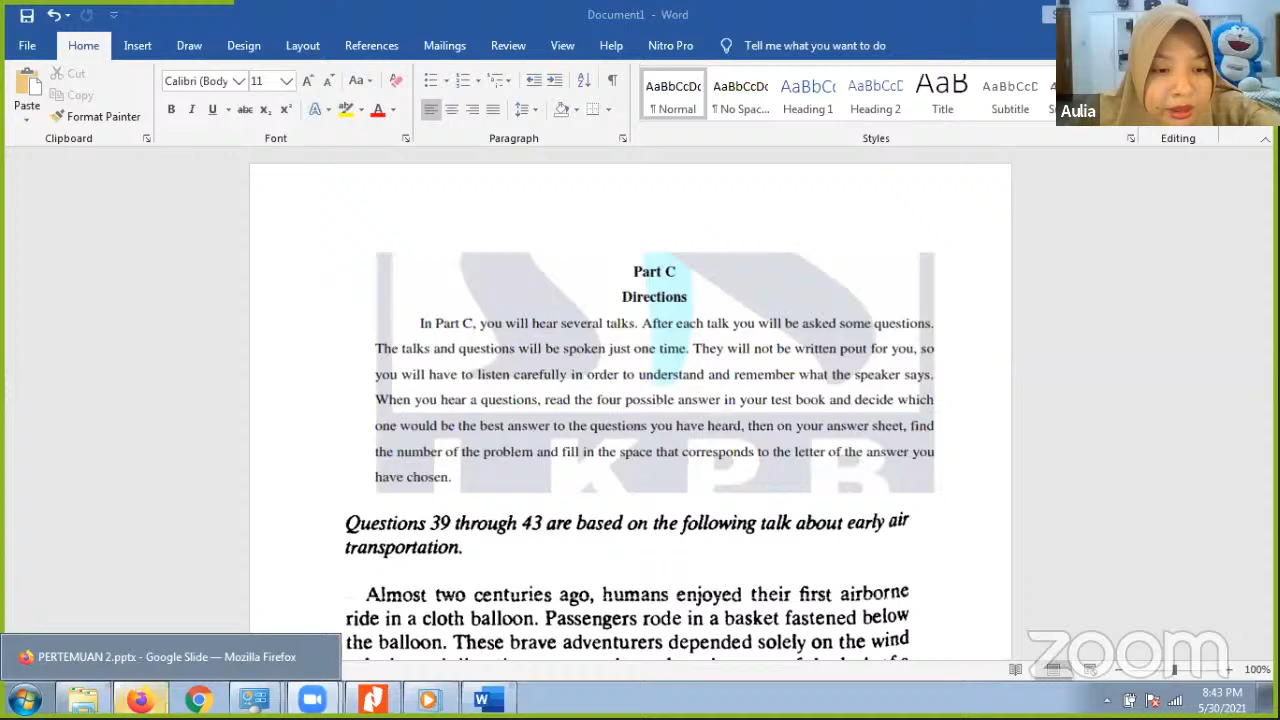 Document1 - Word
File Home Insert Draw Design Layout References Mailings Review View Help Nitro Pro Tell me what you want to do
Paste
Cut
Copy
Format Painter
Calibri (Body 11
AaBbCcDc AaBbCcDc AaBbCc AaBbCcD AaB AaBbCcD
¶ Normal ¶ No Spac... Heading 1 Heading 2 Title Subtitle
Clipboard Font Paragraph Styles Editing
Aulia
Part C
Directions
In Part C, you will hear several talks. After each talk you will be asked some questions.
The talks and questions will be spoken just one time. They will not be written pout for you, so
you will have to listen carefully in order to understand and remember what the speaker says.
When you hear a questions, read the four possible answer in your test book and decide which
one would be the best answer to the questions you have heard, then on your answer sheet, find
the number of the problem and fill in the space that corresponds to the letter of the answer you
have chosen.
IKPB
Questions 39 through 43 are based on the following talk about early air
transportation.
Almost two centuries ago, humans enjoyed their first airborne
ride in a cloth balloon. Passengers rode in a basket fastened below
the balloon. These brave adventurers depended solely on the wind
PERTEMUAN 2.pptx - Google Slide — Mozilla Firefox
zoom
100%
8:43 PM
5/30/2021